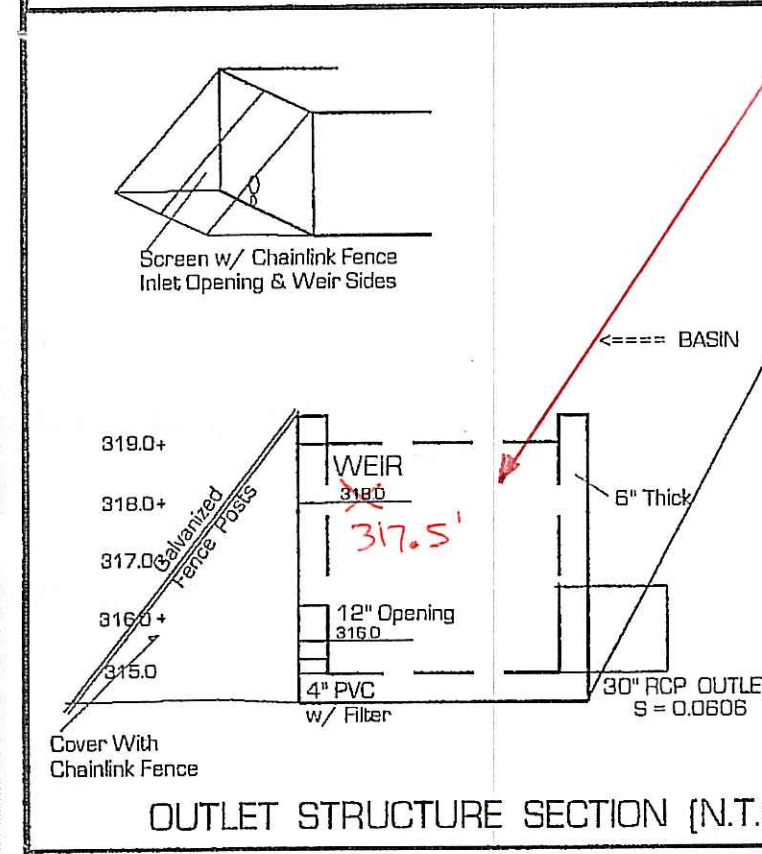 Screen w/ Chainlink Fence
Inlet Opening & Weir Sides
<==== BASIN
319.0+
318.0+
317.0
316.0 +
315.0
Galvanized
Fence Posts
WEIR
318.0
317.5'
6" Thick
12" Opening
316.0
4" PVC
w/ Filter
30" RCP OUTLE
S = 0.0606
Cover With
Chainlink Fence
OUTLET STRUCTURE SECTION [N.T.